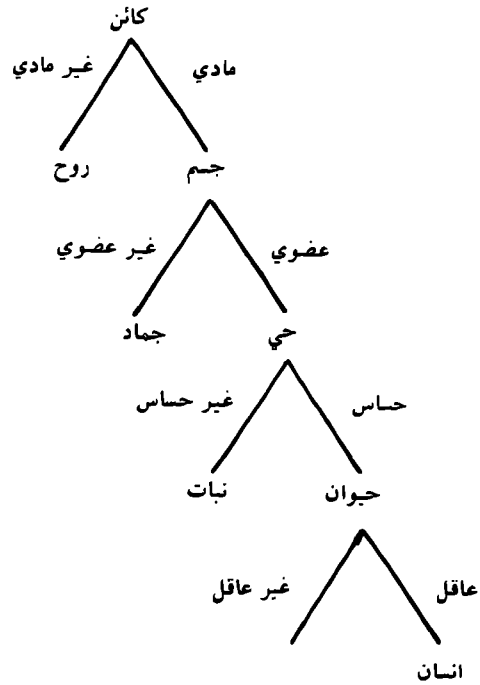 كائن
مادي غير مادي
جسم روح
عضوي غير عضوي
حي جماد
حساس غير حساس
حيوان نبات
عاقل غير عاقل
انسان